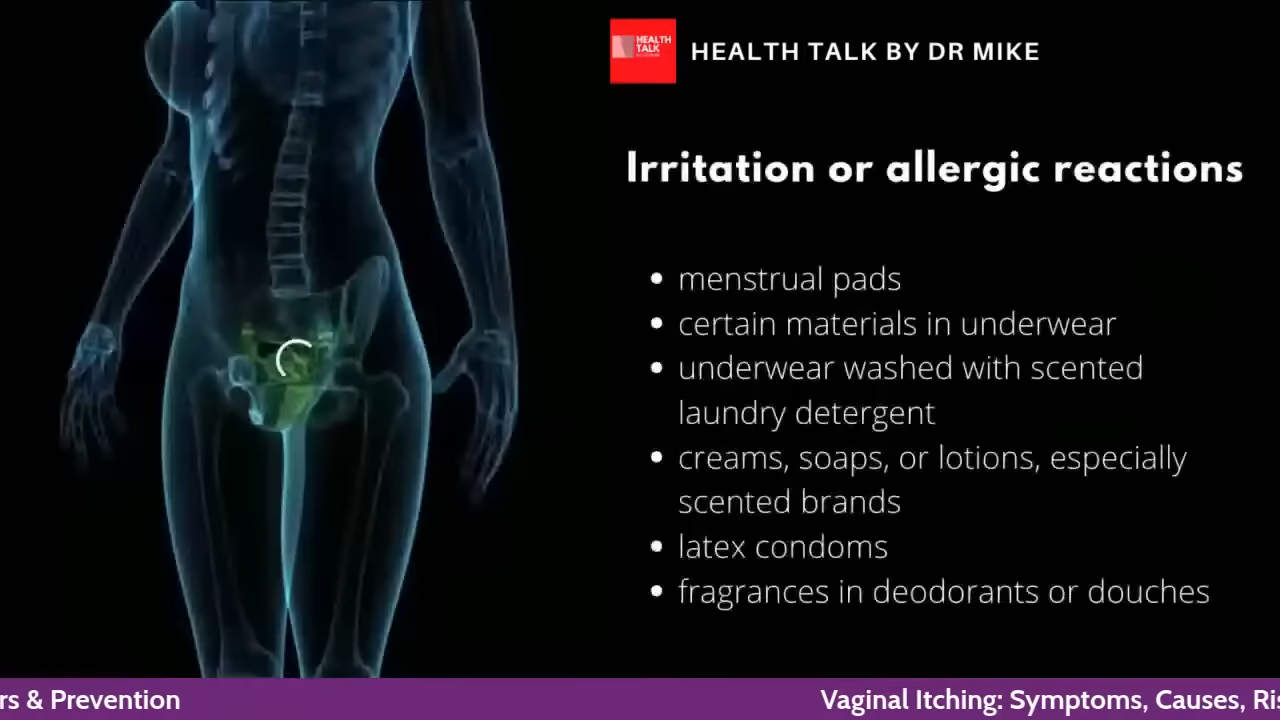 HEALTH
TALK
HEALTH TALK BY DR MIKE
Irritation or allergic reactions
• menstrual pads
• certain materials in underwear
• underwear washed with scented
laundry detergent
• creams, soaps, or lotions, especially
scented brands
• latex condoms
• fragrances in deodorants or douches
rs & Prevention
Vaginal Itching: Symptoms, Causes, Ris